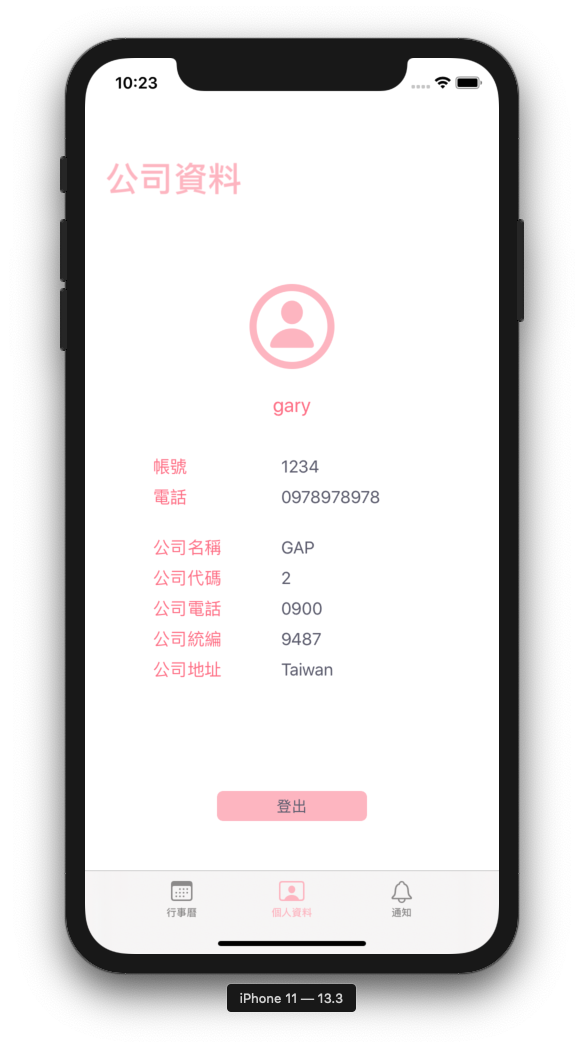 10:23
公司資料
gary
帳號 1234
電話 0978978978
公司名稱 GAP
公司代碼 2
公司電話 0900
公司統編 9487
公司地址 Taiwan
登出
行事曆 個人資料 通知
iPhone 11 — 13.3